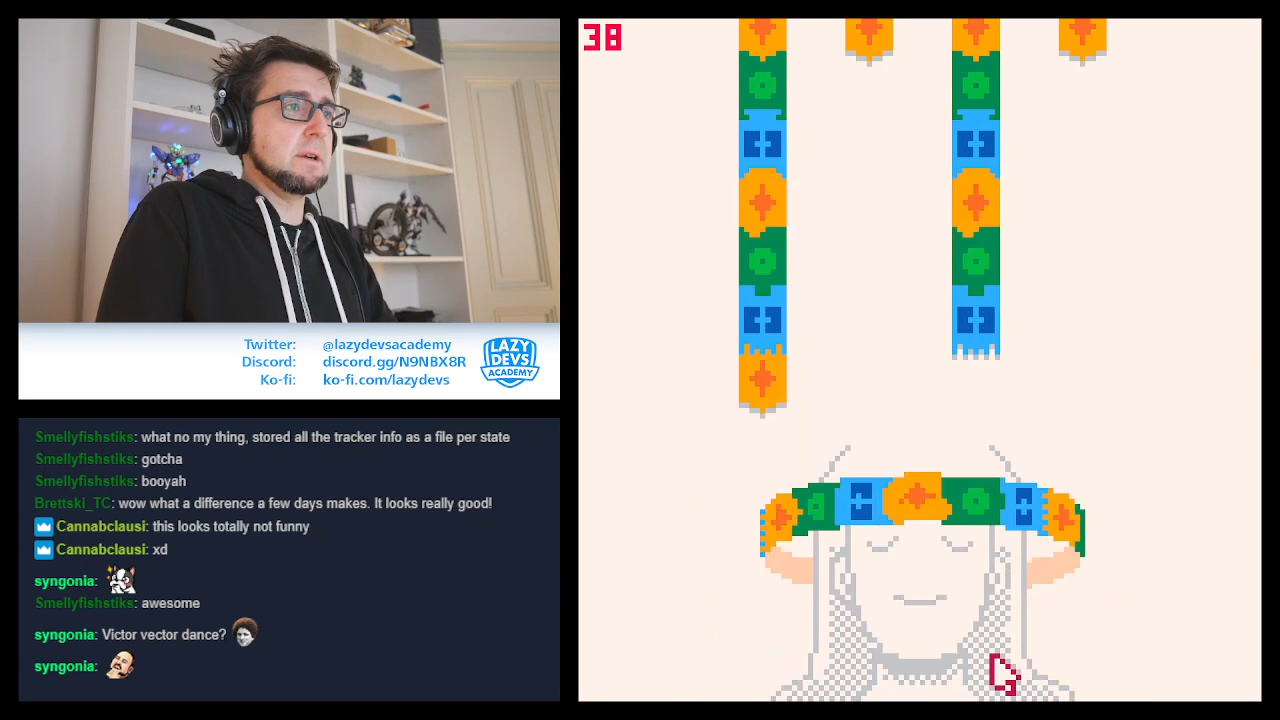 38
Twitter: @lazydevsacademy
Discord: discord.gg/N9NBX8R
Ko-fi: ko-fi.com/lazydevs
LAZY
DEVS
ACADEMY
Smellyfishstiks: what no my thing, stored all the tracker info as a file per state
Smellyfishstiks: gotcha
Smellyfishstiks: booyah
Brettski_TC: wow what a difference a few days makes. It looks really good!
Cannabclausi: this looks totally not funny
Cannabclausi: xd
syngonia:
Smellyfishstiks: awesome
syngonia: Victor vector dance?
syngonia: